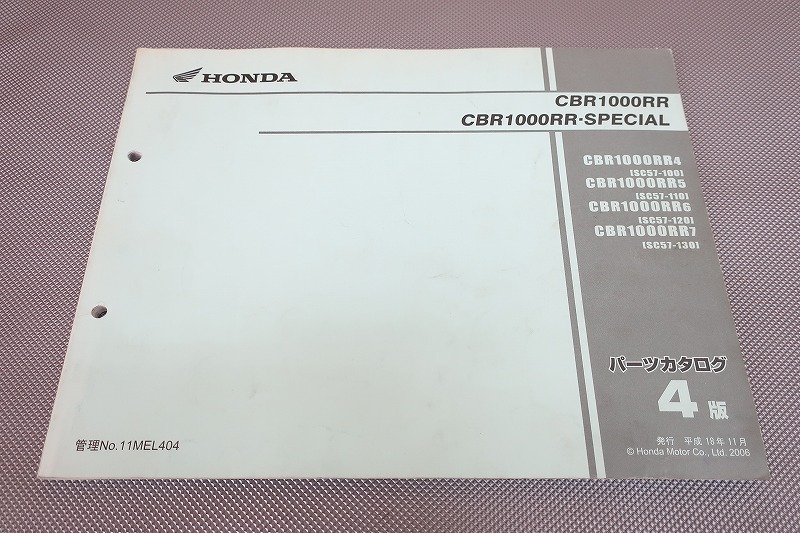 HONDA
CBR1000RR
CBR1000RR·SPECIAL
CBR1000RR4
[SC57-100]
CBR1000RR5
[SC57-110]
CBR1000RR6
[SC57-120]
CBR1000RR7
[SC57-130]
パーツカタログ
4版
発行 平成18年11月
© Honda Motor Co., Ltd. 2006
管理No.11MEL404